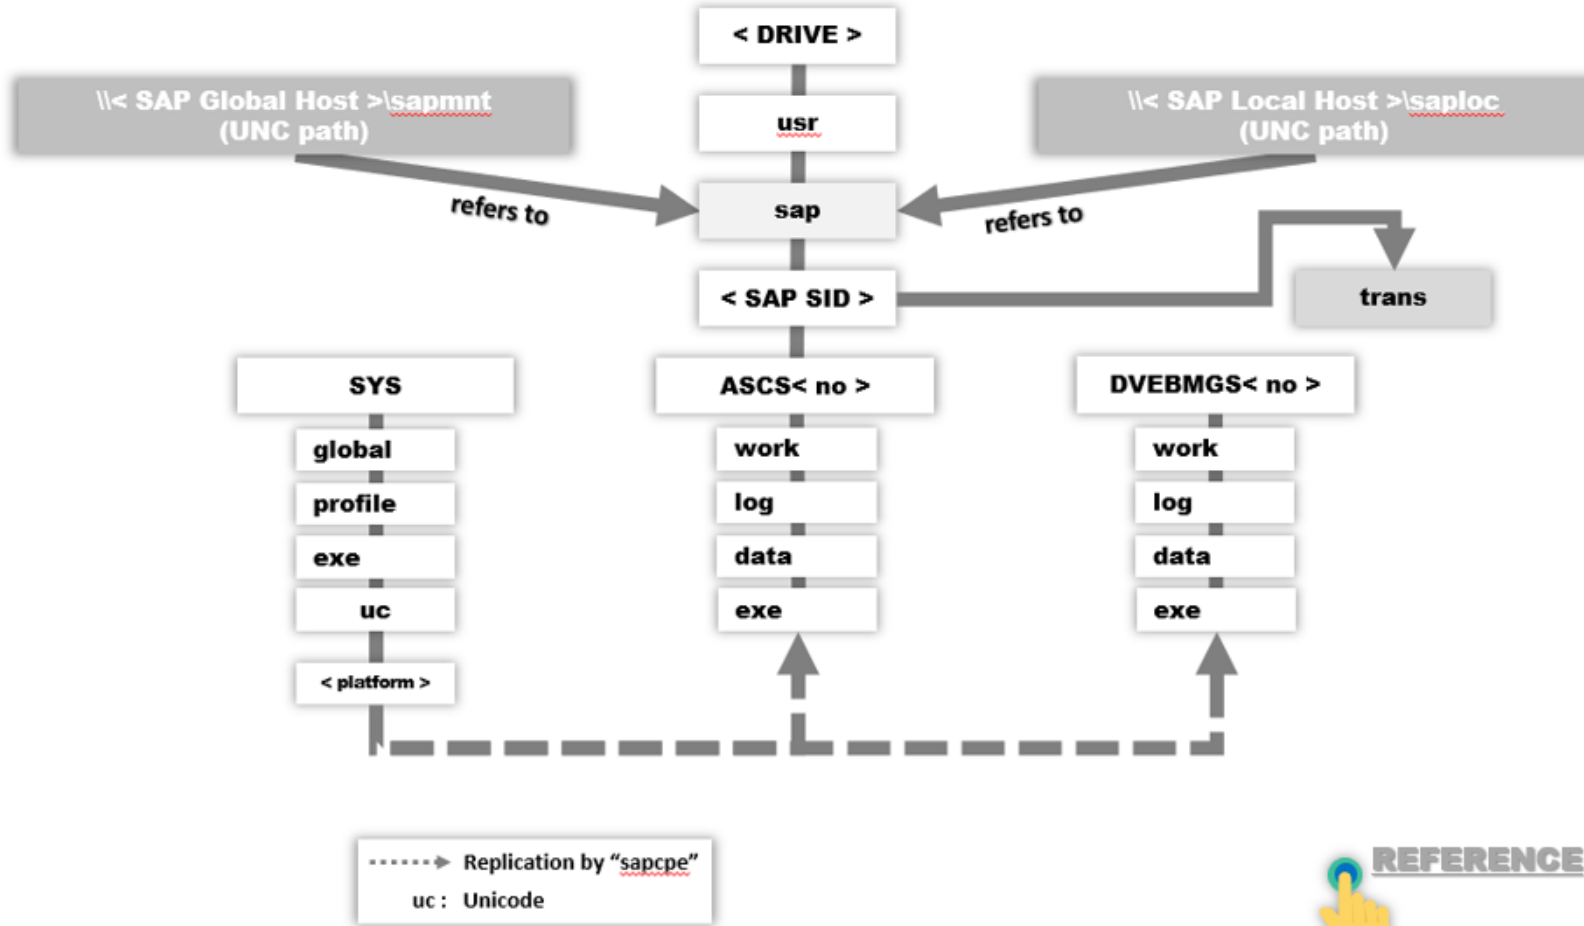 < DRIVE >
\\< SAP Global Host >\sapmnt
(UNC path)
usr
\\< SAP Local Host >\saploc
(UNC path)
refers to
sap
refers to
< SAP SID >
trans
SYS
ASCS< no >
DVEBMGS< no >
global
work
work
profile
log
log
exe
data
data
uc
exe
exe
< platform >
Replication by “sapcpe”
uc : Unicode
REFERENCE